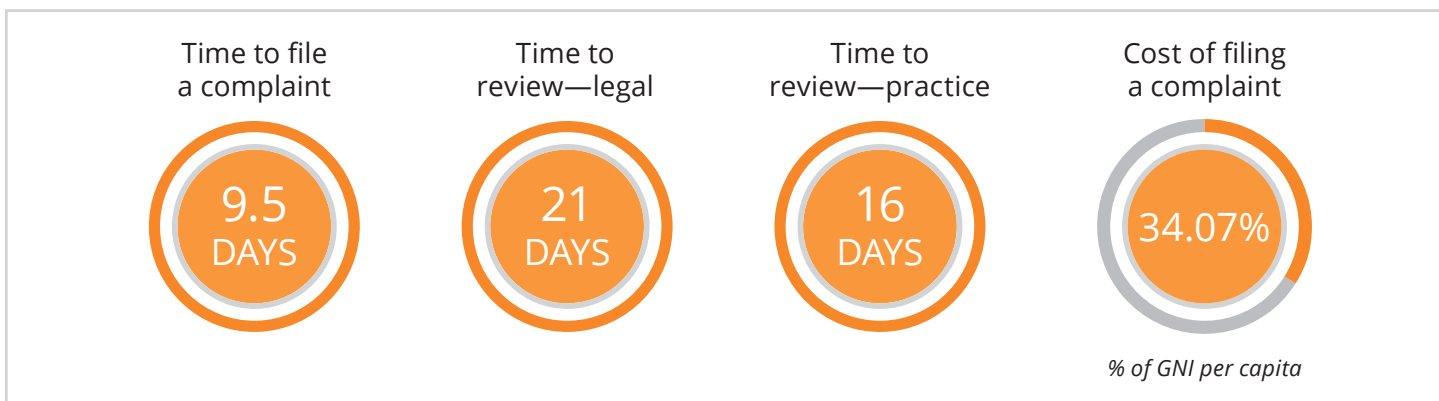 Time to file
a complaint
9.5
DAYS
Time to
review—legal
21
DAYS
Time to
review—practice
16
DAYS
Cost of filing
a complaint
34.07%
% of GNI per capita